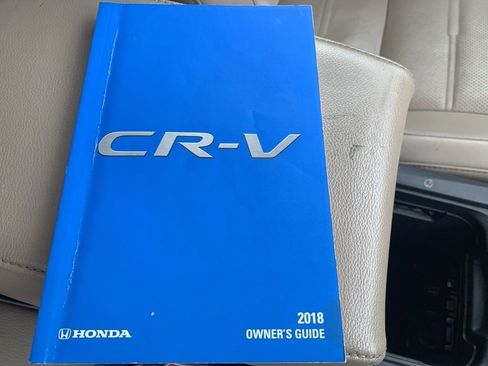 CR-V
2018
HONDA
OWNER'S GUIDE